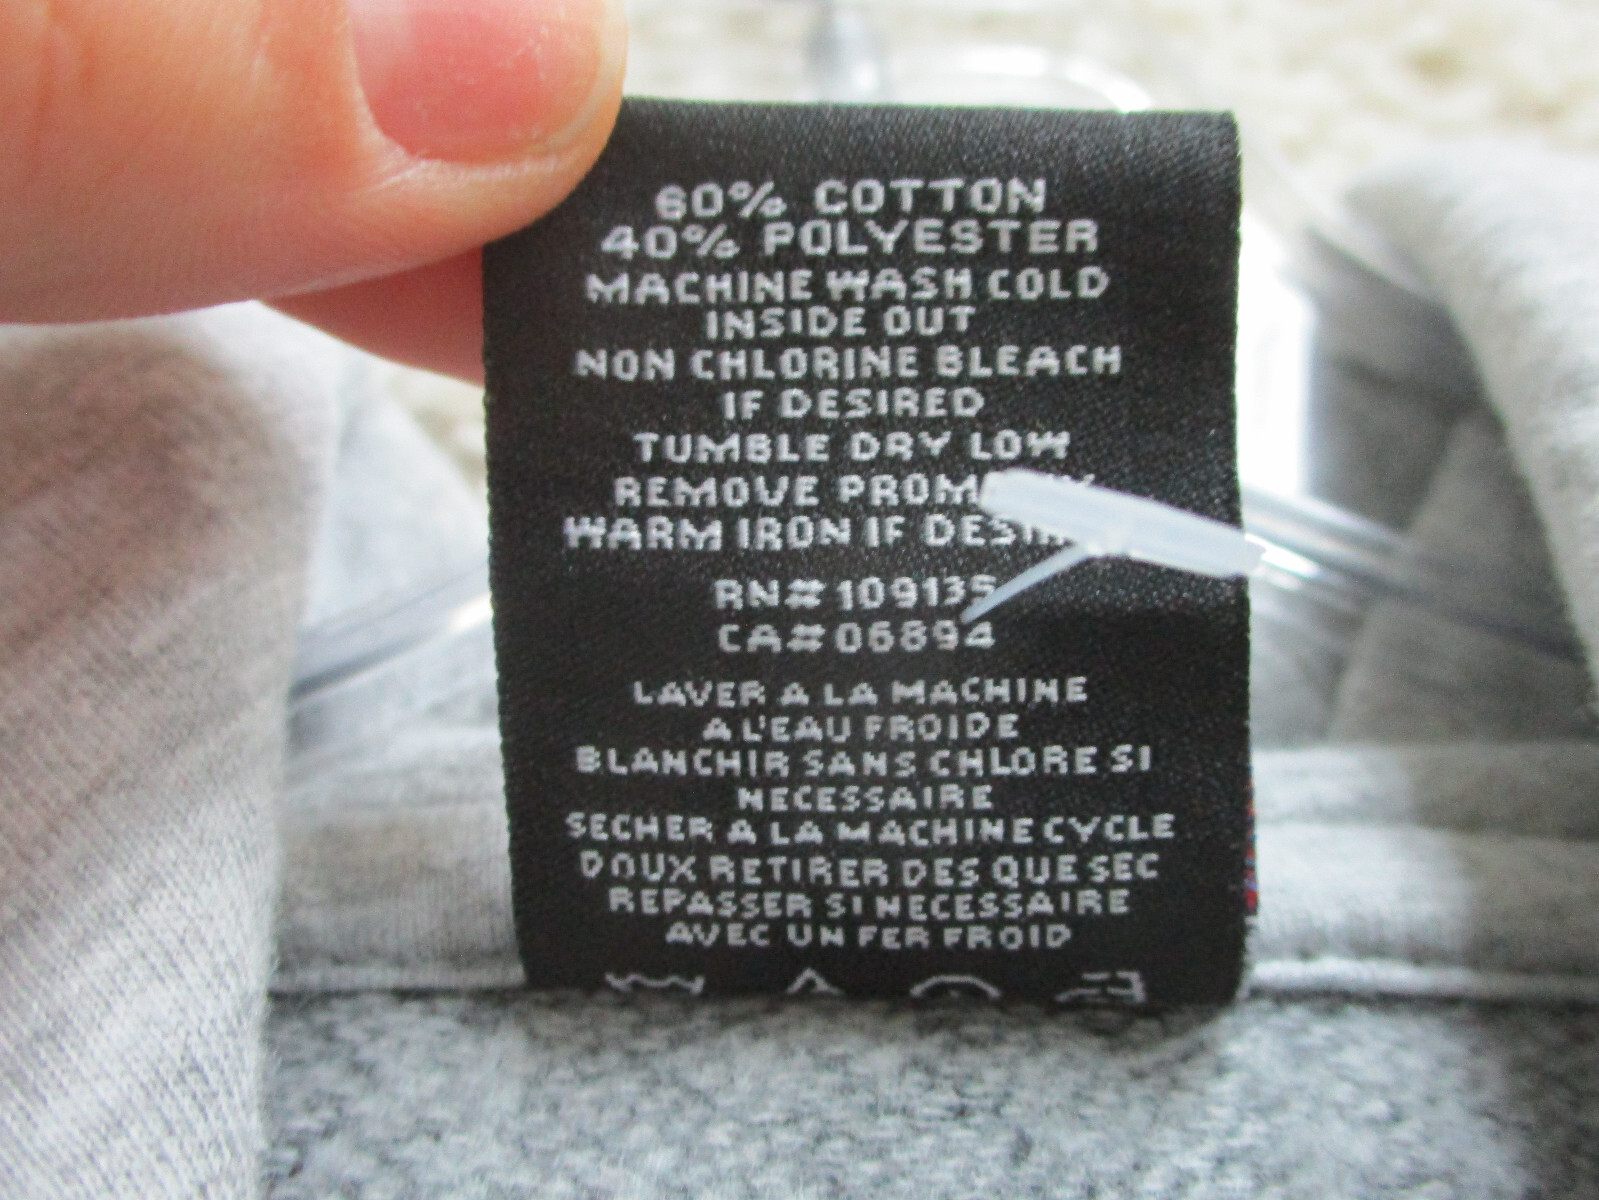 60% COTTON
40% POLYESTER
MACHINE WASH COLD
INSIDE OUT
NON CHLORINE BLEACH
IF DESIRED
TUMBLE DRY LOW
REMOVE
WARM IRON IF
RN# 109135
CA# 06894
LAVER A LA MACHINE
A L'EAU FROIDE
BLANCHIR SANS CHLORE SI
NECESSAIRE
SECHER A LA MACHINE CYCLE
DOUX RETIRER DES QUE SEC
REPASSER SI NECESSAIRE
AVEC UN FER FROID